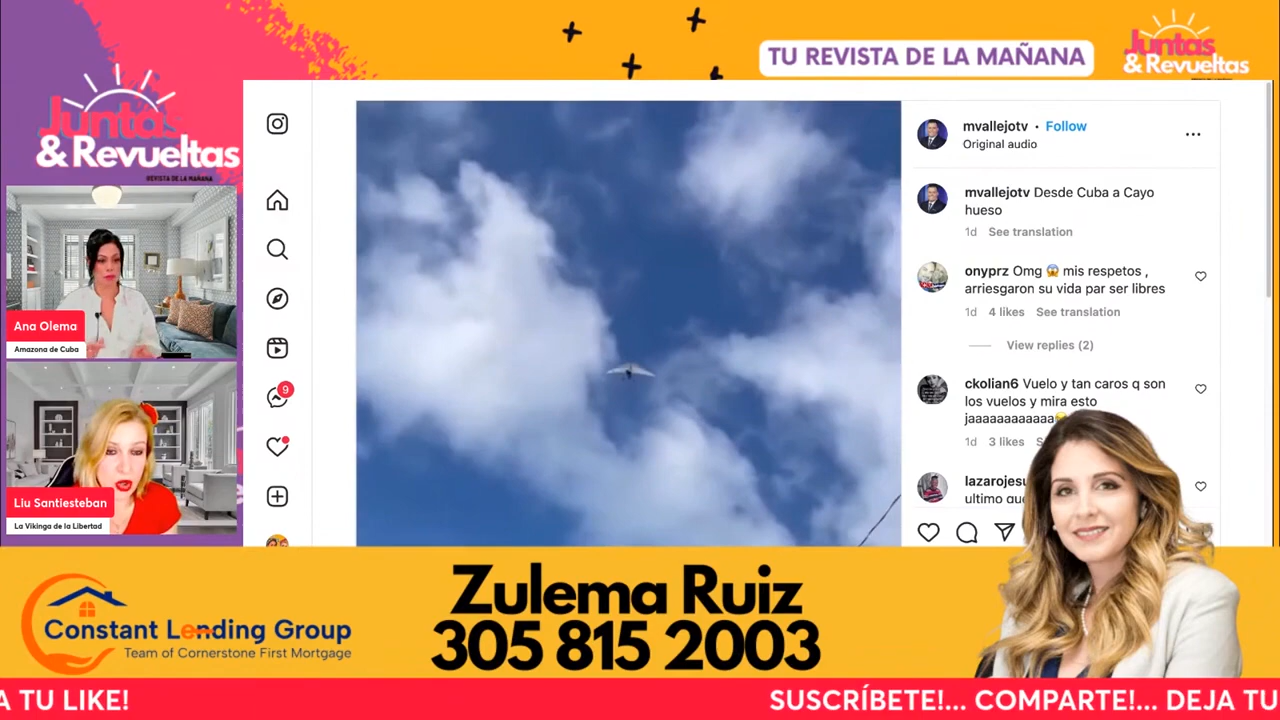 TU REVISTA DE LA MAÑANA
Juntas
& Revueltas
Juntas
& Revueltas
REVISTA DE LA MAÑANA
Ana Olema
Amazona de Cuba
Liu Santiesteban
La Vikinga de la Libertad
9
mvallejotv • Follow
Original audio
mvallejotv Desde Cuba a Cayo
hueso
1d See translation
onyprz Omg 😱 mis respetos ,
arriesgaron su vida par ser libres
1d 4 likes See translation
View replies (2)
ckolian6 Vuelo y tan caros q son
los vuelos y mira esto
jaaaaaaaaaaaa
1d 3 likes S
lazarojesu
ultimo que
Constant Lending Group
Team of Cornerstone First Mortgage
Zulema Ruiz
305 815 2003
A TU LIKE!
SUSCRÍBETE!... COMPARTE!... DEJA TU